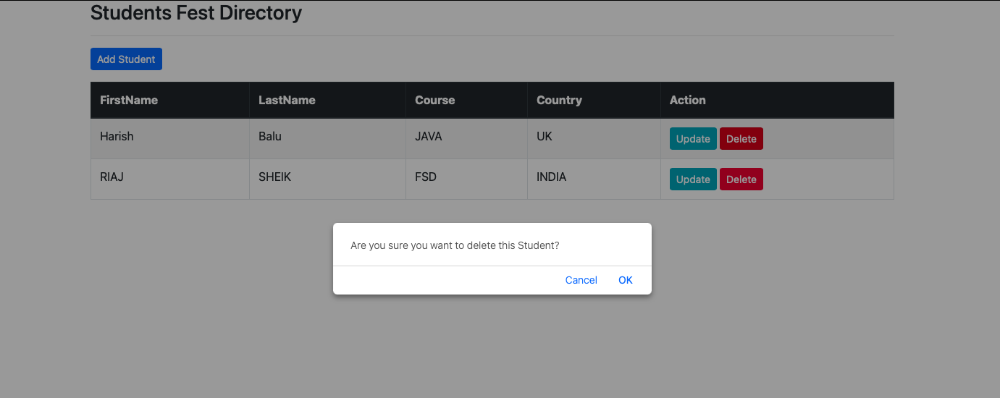 Students Fest Directory
Add Student
FirstName LastName Course Country Action
Harish Balu JAVA UK Update Delete
RIAJ SHEIK FSD INDIA Update Delete
Are you sure you want to delete this Student?
Cancel OK